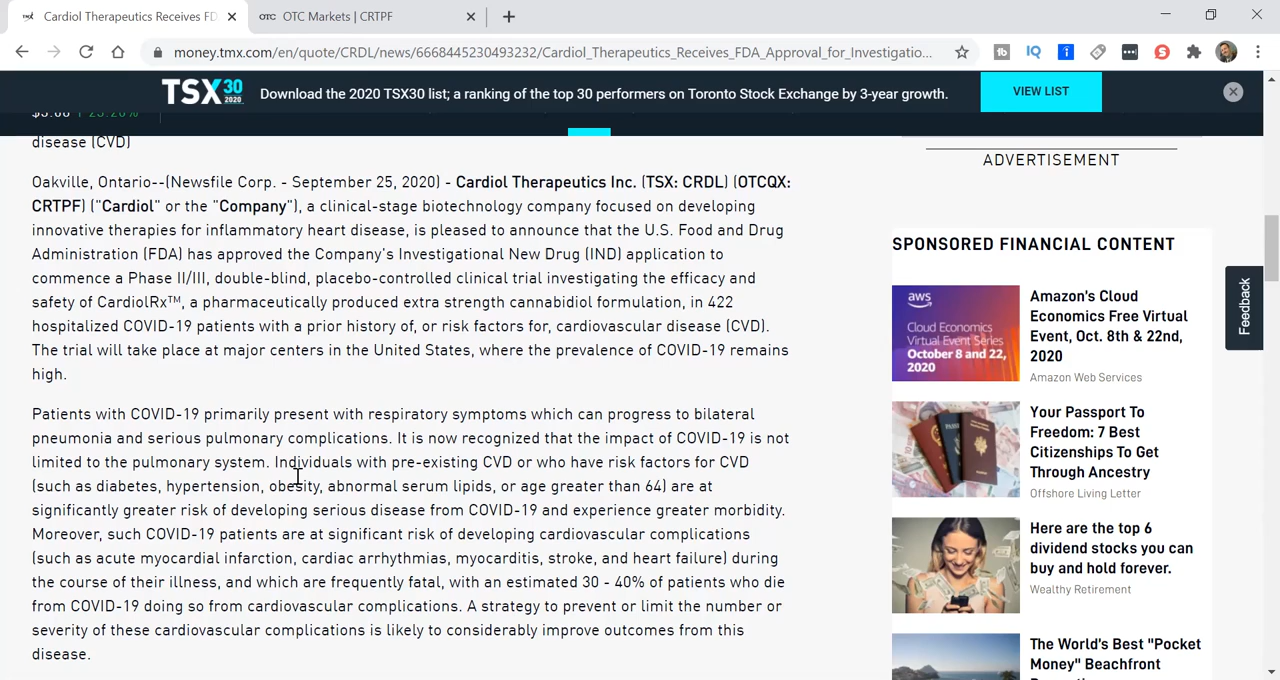 Cardiol Therapeutics Receives FD
OTC Markets | CRTPF
money.tmx.com/en/quote/CRDL/news/6668445230493232/Cardiol_Therapeutics_Receives_FDA_Approval_for_Investigatio...
TSX30 2020
Download the 2020 TSX30 list; a ranking of the top 30 performers on Toronto Stock Exchange by 3-year growth.
VIEW LIST
disease (CVD)
Oakville, Ontario--(Newsfile Corp. - September 25, 2020) - Cardiol Therapeutics Inc. (TSX: CRDL) (OTCQX:
CRTPF) ("Cardiol" or the "Company"), a clinical-stage biotechnology company focused on developing
innovative therapies for inflammatory heart disease, is pleased to announce that the U.S. Food and Drug
Administration (FDA) has approved the Company's Investigational New Drug (IND) application to
commence a Phase II/III, double-blind, placebo-controlled clinical trial investigating the efficacy and
safety of CardiolRx™, a pharmaceutically produced extra strength cannabidiol formulation, in 422
hospitalized COVID-19 patients with a prior history of, or risk factors for, cardiovascular disease (CVD).
The trial will take place at major centers in the United States, where the prevalence of COVID-19 remains
high.
Patients with COVID-19 primarily present with respiratory symptoms which can progress to bilateral
pneumonia and serious pulmonary complications. It is now recognized that the impact of COVID-19 is not
limited to the pulmonary system. Individuals with pre-existing CVD or who have risk factors for CVD
(such as diabetes, hypertension, obesity, abnormal serum lipids, or age greater than 64) are at
significantly greater risk of developing serious disease from COVID-19 and experience greater morbidity.
Moreover, such COVID-19 patients are at significant risk of developing cardiovascular complications
(such as acute myocardial infarction, cardiac arrhythmias, myocarditis, stroke, and heart failure) during
the course of their illness, and which are frequently fatal, with an estimated 30 - 40% of patients who die
from COVID-19 doing so from cardiovascular complications. A strategy to prevent or limit the number or
severity of these cardiovascular complications is likely to considerably improve outcomes from this
disease.
ADVERTISEMENT
SPONSORED FINANCIAL CONTENT
aws
Cloud Economics
Virtual Event Series
October 8 and 22,
2020
Amazon's Cloud
Economics Free Virtual
Event, Oct. 8th & 22nd,
2020
Amazon Web Services
Your Passport To
Freedom: 7 Best
Citizenships To Get
Through Ancestry
Offshore Living Letter
Here are the top 6
dividend stocks you can
buy and hold forever.
Wealthy Retirement
The World's Best "Pocket
Money" Beachfront
Feedback